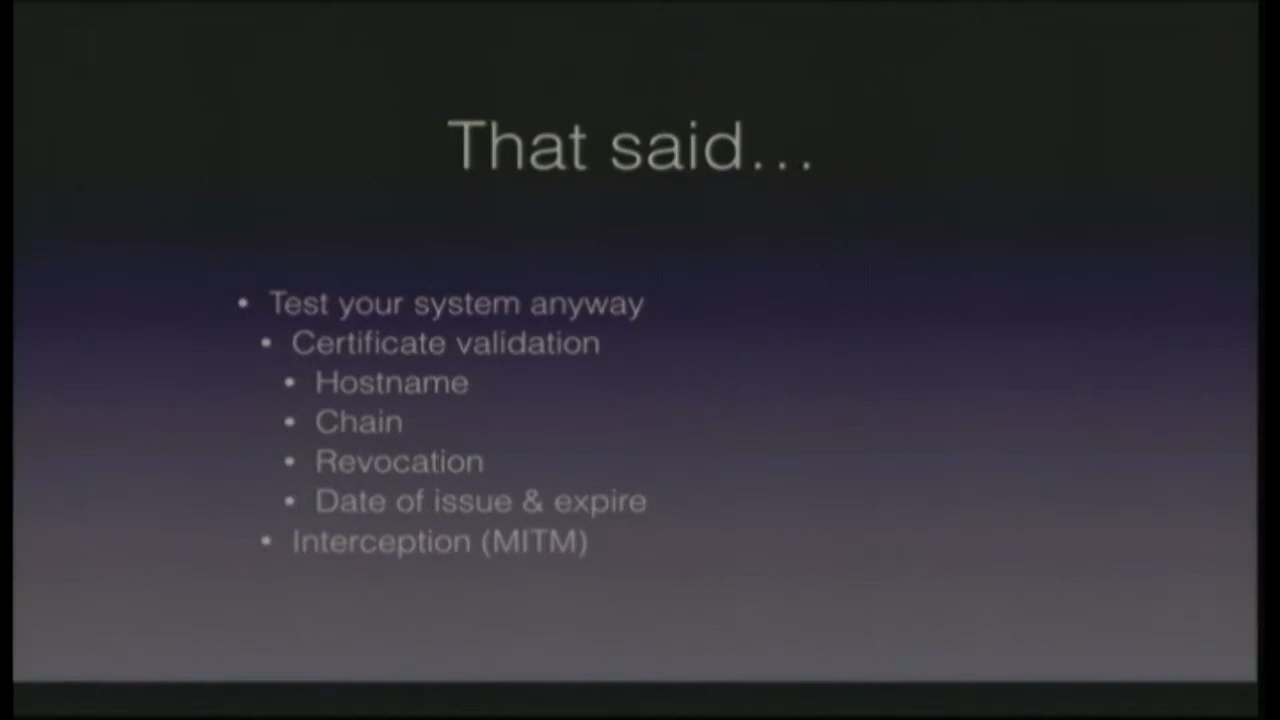 That said…
• Test your system anyway
• Certificate validation
• Hostname
• Chain
• Revocation
• Date of issue & expire
• Interception (MITM)